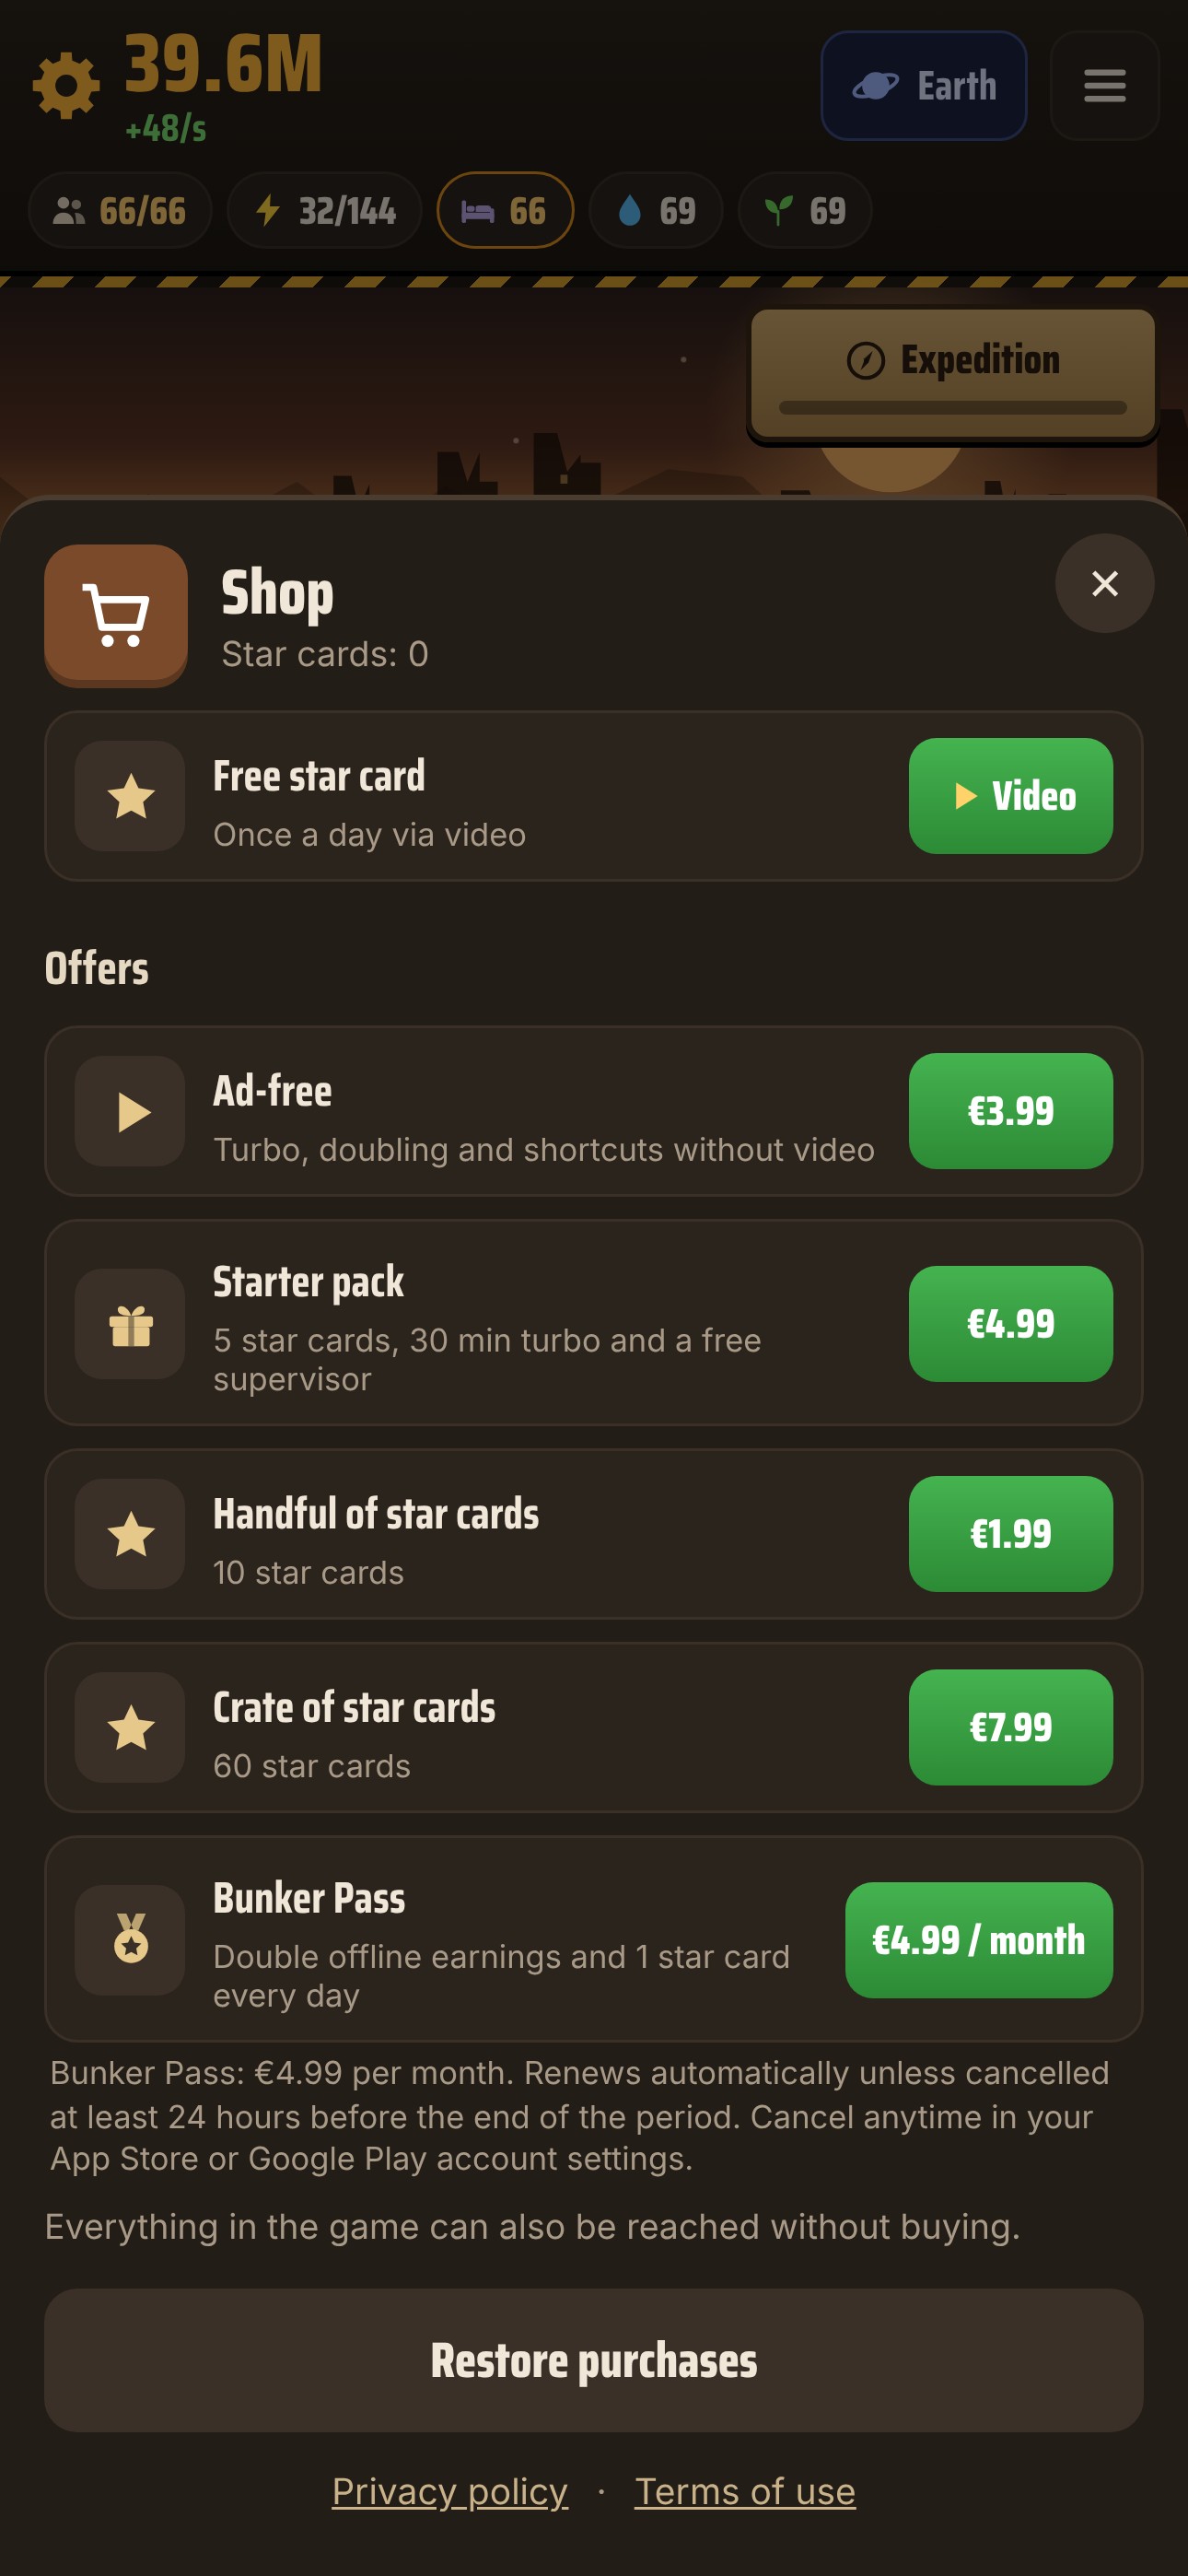 39.6M
Earth
+48/s
66/66
32/144
66
69
69
Expedition
Shop
Star cards: 0
Free star card
Once a day via video
Video
Offers
Ad-free
Turbo, doubling and shortcuts without video
€3.99
Starter pack
5 star cards, 30 min turbo and a free
supervisor
€4.99
Handful of star cards
10 star cards
€1.99
Crate of star cards
60 star cards
€7.99
Bunker Pass
Double offline earnings and 1 star card
every day
€4.99 / month
Bunker Pass: €4.99 per month. Renews automatically unless cancelled
at least 24 hours before the end of the period. Cancel anytime in your
App Store or Google Play account settings.
Everything in the game can also be reached without buying.
Restore purchases
Privacy policy · Terms of use